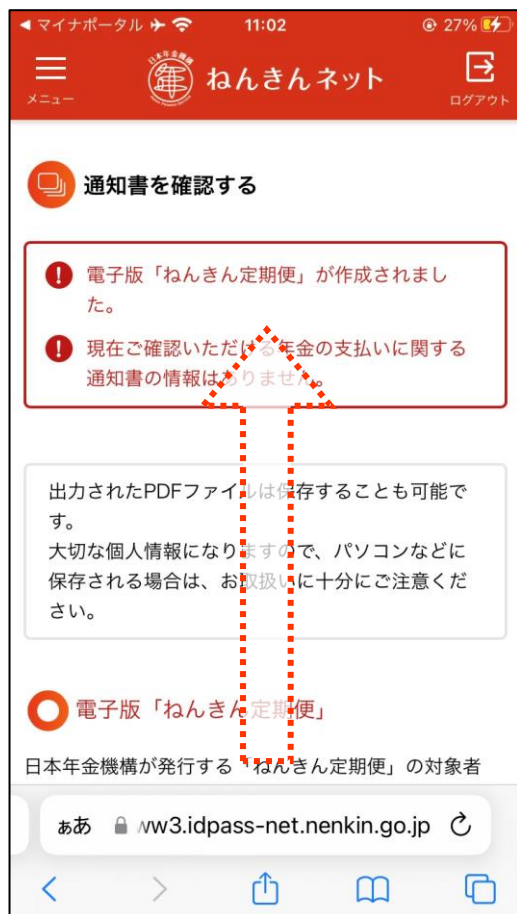 マイナポータル 11:02 27%
メニュー 日本年金機構 ねんきんネット ログアウト
通知書を確認する
電子版「ねんきん定期便」が作成されまし
た。
現在ご確認いただける年金の支払いに関する
通知書の情報はありません。
出力されたPDFファイルは保存することも可能で
す。
大切な個人情報になりますので、パソコンなどに
保存される場合は、お取扱いに十分にご注意くだ
さい。
電子版「ねんきん定期便」
日本年金機構が発行する「ねんきん定期便」の対象者
ぁあ ww3.idpass-net.nenkin.go.jp